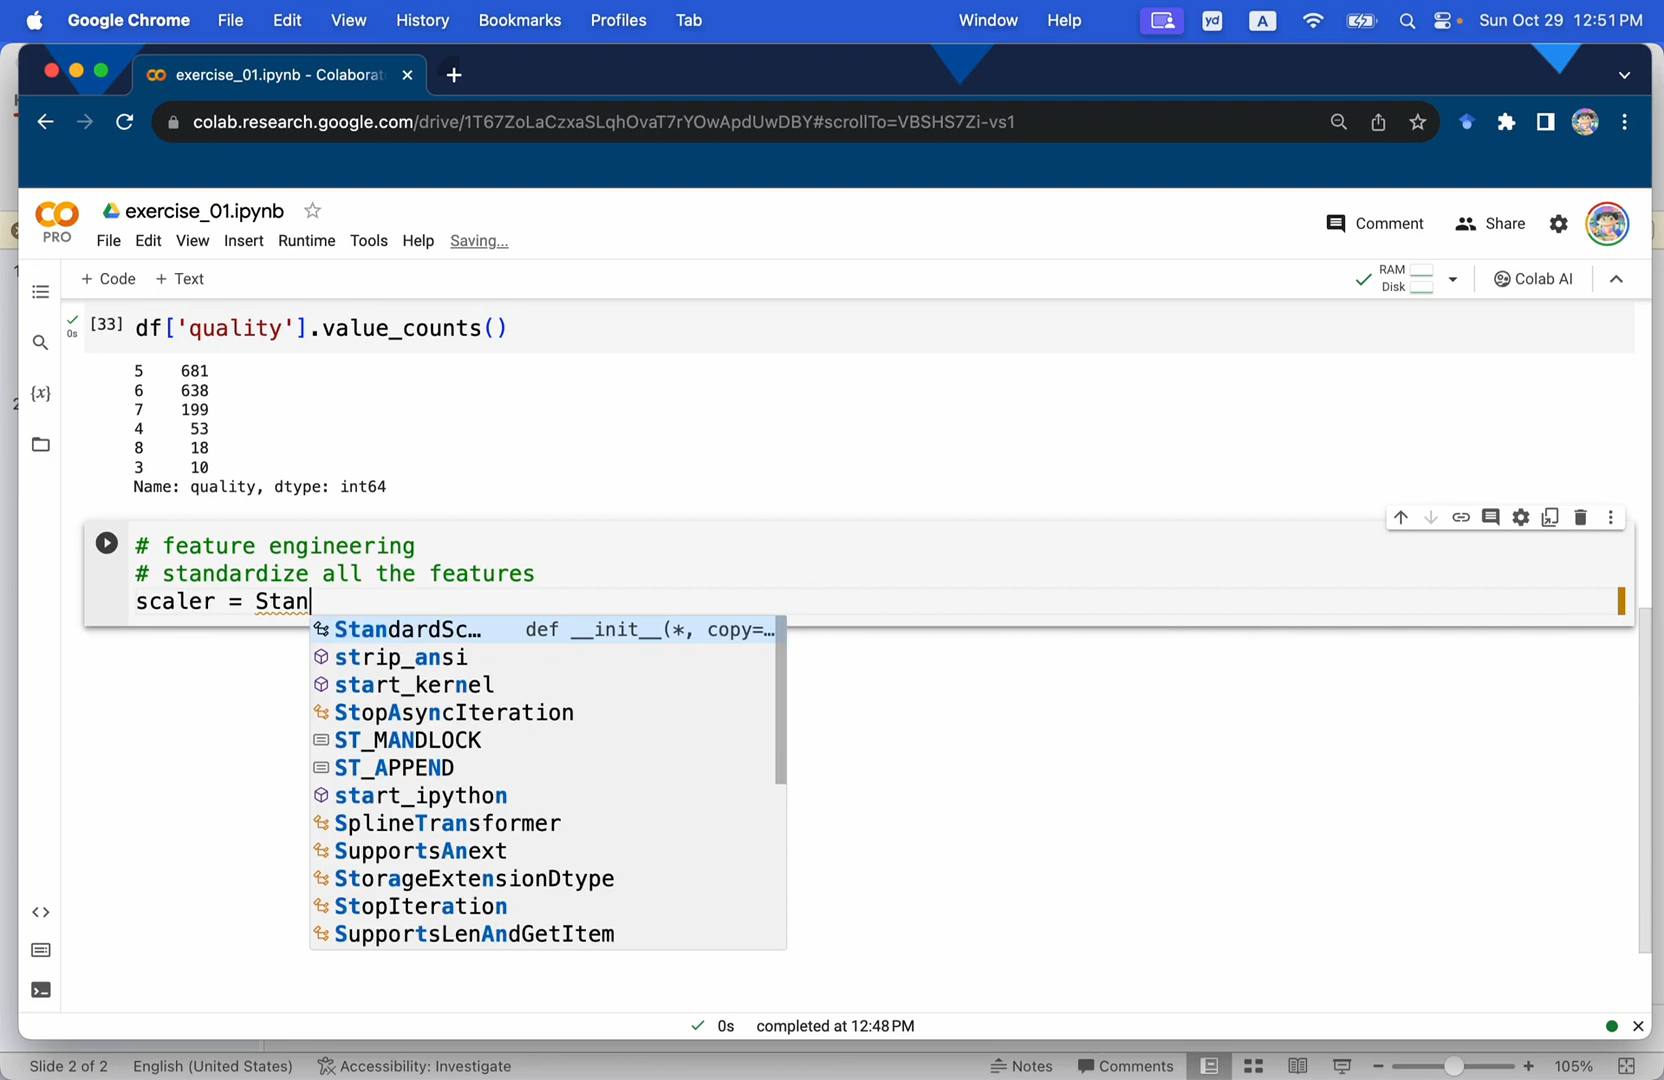 Google Chrome File Edit View History Bookmarks Profiles Tab Window Help yd A Sun Oct 29 12:51 PM
exercise_01.ipynb - Colaborat
colab.research.google.com/drive/1T67ZoLaCzxaSLqhOvaT7rYOwApdUwDBY#scrollTo=VBSHS7Zi-vs1
CO PRO
exercise_01.ipynb
File Edit View Insert Runtime Tools Help Saving...
Comment Share
+ Code + Text
RAM
Disk
Colab AI
0s
[33] df['quality'].value_counts()
5 681
6 638
7 199
4 53
8 18
3 10
Name: quality, dtype: int64
# feature engineering
# standardize all the features
scaler = Stan
StandardSc… def __init__(*, copy=…
strip_ansi
start_kernel
StopAsyncIteration
ST_MANDLOCK
ST_APPEND
start_ipython
SplineTransformer
SupportsAnext
StorageExtensionDtype
StopIteration
SupportsLenAndGetItem
{x}
0s completed at 12:48 PM
Slide 2 of 2 English (United States) Accessibility: Investigate Notes Comments 105%